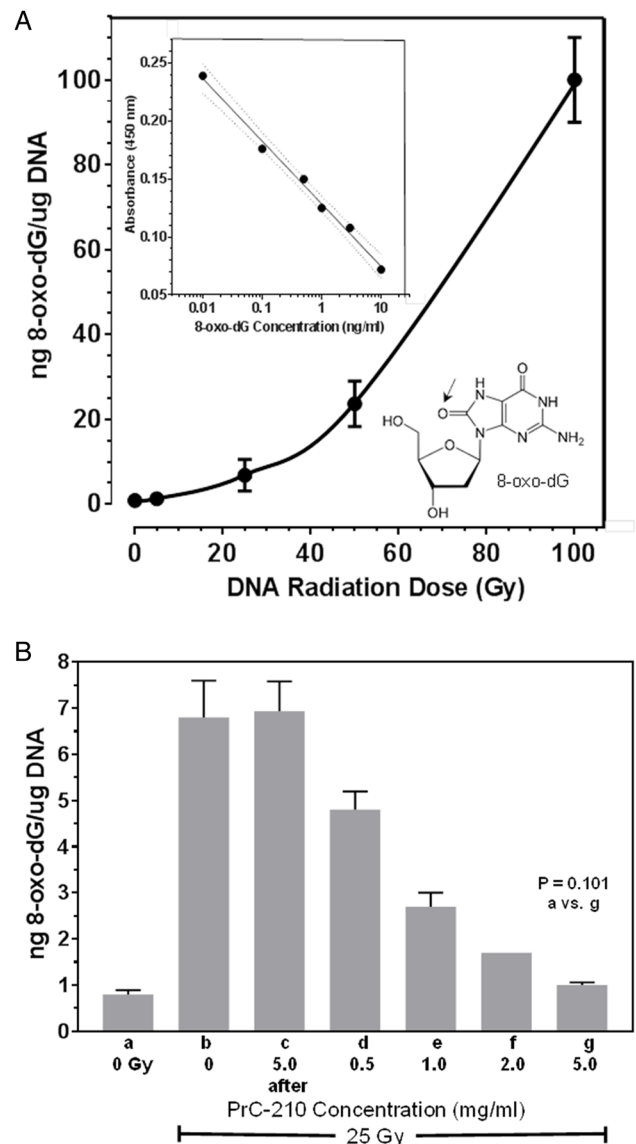 A
ng 8-oxo-dG/ug DNA
100
80
60
40
20
0
Absorbance (450 nm)
0.25
0.20
0.15
0.10
0.05
0.01 0.1 1 10
8-oxo-dG Concentration (ng/ml)
O
H
N
O
NH
N
N
NH2
HO
O
OH
8-oxo-dG
0 20 40 60 80 100
DNA Radiation Dose (Gy)
B
ng 8-oxo-dG/ug DNA
8
7
6
5
4
3
2
1
0
P = 0.101
a vs. g
a b c d e f g
0 Gy 0 5.0 0.5 1.0 2.0 5.0
after
PrC-210 Concentration (mg/ml)
25 Gy